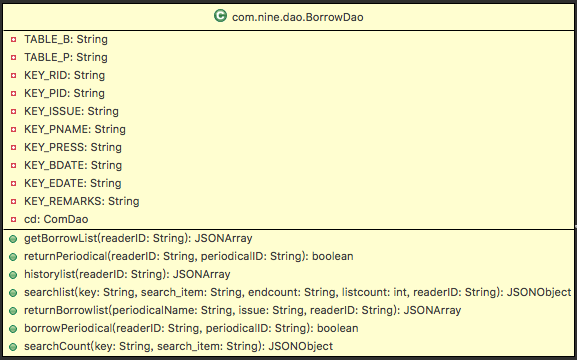 C com.nine.dao.BorrowDao
TABLE_B: String
TABLE_P: String
KEY_RID: String
KEY_PID: String
KEY_ISSUE: String
KEY_PNAME: String
KEY_PRESS: String
KEY_BDATE: String
KEY_EDATE: String
KEY_REMARKS: String
cd: ComDao
getBorrowList(readerID: String): JSONArray
returnPeriodical(readerID: String, periodicalID: String): boolean
historylist(readerID: String): JSONArray
searchlist(key: String, search_item: String, endcount: String, listcount: int, readerID: String): JSONObject
returnBorrowlist(periodicalName: String, issue: String, readerID: String): JSONArray
borrowPeriodical(readerID: String, periodicalID: String): boolean
searchCount(key: String, search_item: String): JSONObject